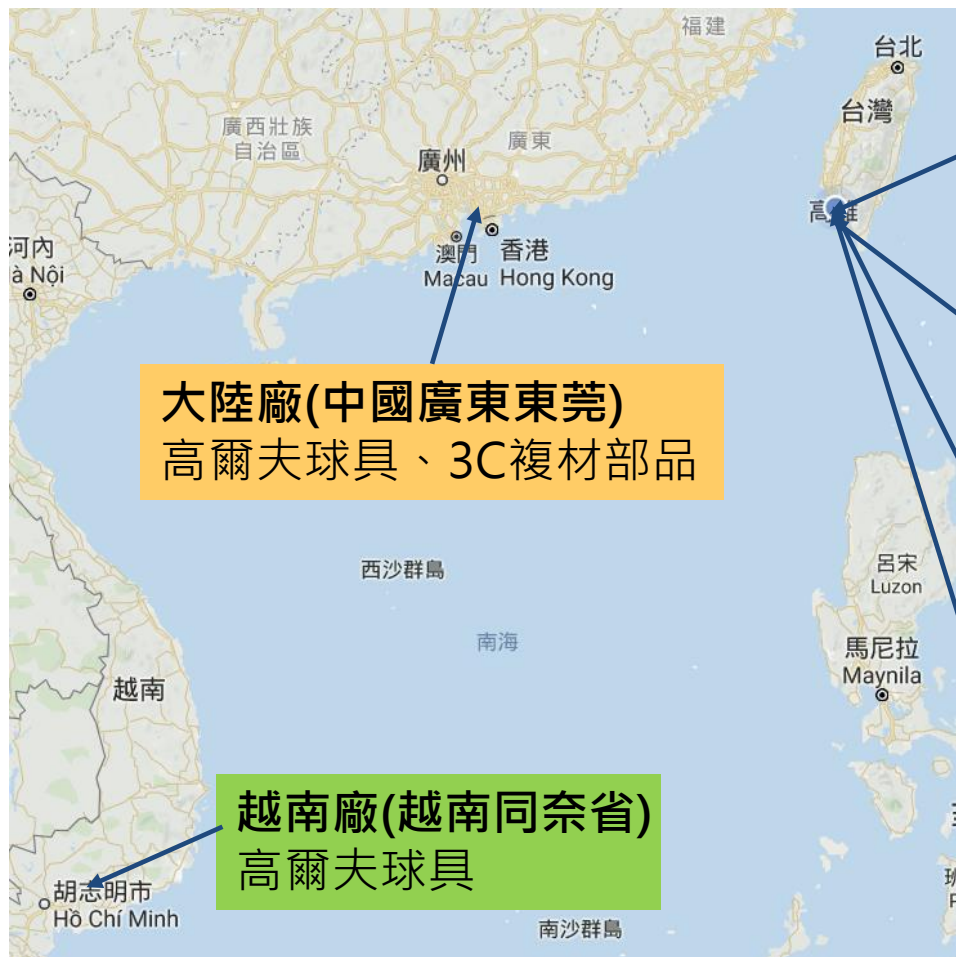 福建
台北
台灣
廣西壯族
自治區
廣州
廣東
高雄
河內
à Nội
澳門
Macau
香港
Hong Kong
大陸廠(中國廣東東莞)
高爾夫球具、3C複材部品
西沙群島
呂宋
Luzon
南海
馬尼拉
Maynila
越南
越南廠(越南同奈省)
高爾夫球具
胡志明市
Hồ Chí Minh
南沙群島